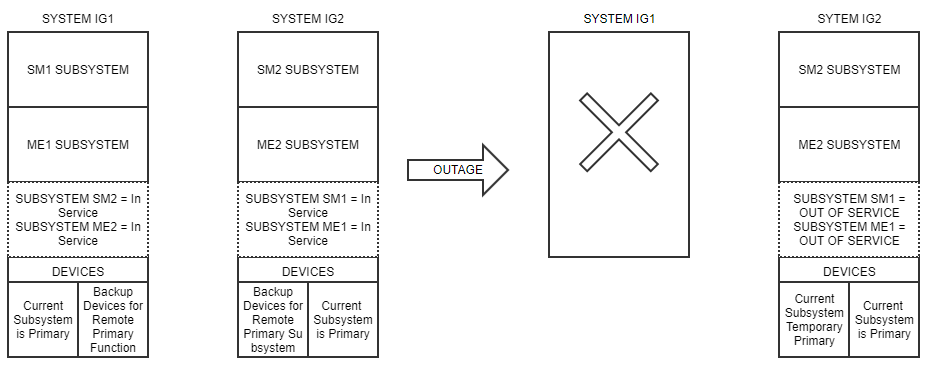 SYSTEM IG1
SM1 SUBSYSTEM
ME1 SUBSYSTEM
SUBSYSTEM SM2 = In
Service
SUBSYSTEM ME2 = In
Service
DEVICES
Current
Subsystem
is Primary
Backup
Devices for
Remote
Primary
Function
SYSTEM IG2
SM2 SUBSYSTEM
ME2 SUBSYSTEM
SUBSYSTEM SM1 = In
Service
SUBSYSTEM ME1 = In
Service
DEVICES
Backup
Devices for
Remote
Primary Su
bsystem
Current
Subsystem
is Primary
OUTAGE
SYSTEM IG1
SYTEM IG2
SM2 SUBSYSTEM
ME2 SUBSYSTEM
SUBSYSTEM SM1 =
OUT OF SERVICE
SUBSYSTEM ME1 =
OUT OF SERVICE
DEVICES
Current
Subsystem
Temporary
Primary
Current
Subsystem
is Primary